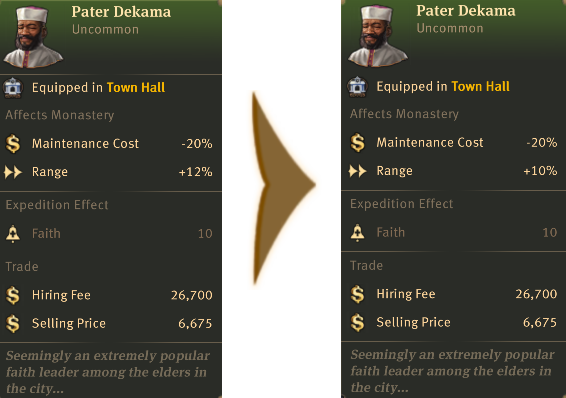 Pater Dekama
Uncommon
Equipped in Town Hall
Affects Monastery
Maintenance Cost -20%
Range +12%
Expedition Effect
Faith 10
Trade
Hiring Fee 26,700
Selling Price 6,675
Seemingly an extremely popular
faith leader among the elders in
the city...
Pater Dekama
Uncommon
Equipped in Town Hall
Affects Monastery
Maintenance Cost -20%
Range +10%
Expedition Effect
Faith 10
Trade
Hiring Fee 26,700
Selling Price 6,675
Seemingly an extremely popular
faith leader among the elders in
the city...